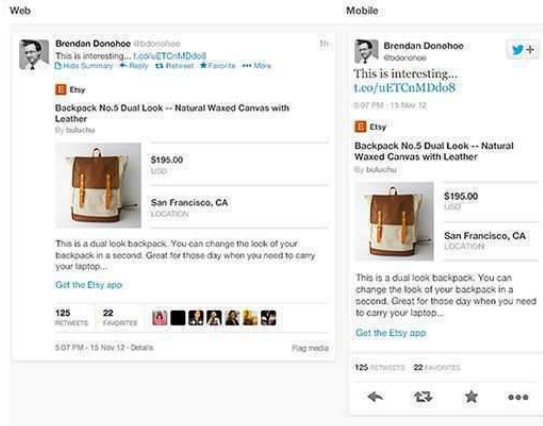 Web
Brendan Donohoe @bdonohoe 1h
This is interesting... t.co/uETCnMDdo8
Hide Summary Reply Retweet Favorite More
Etsy
Backpack No.5 Dual Look -- Natural Waxed Canvas with
Leather
By buluchu
$195.00
USD
San Francisco, CA
LOCATION
This is a dual look backpack. You can change the look of your
backpack in a second. Great for those day when you need to carry
your laptop...
Get the Etsy app
125 22
RETWEETS FAVORITES
5:07 PM - 15 Nov 12 · Details Flag media
Mobile
Brendan Donohoe
@bdonohoe
This is interesting...
t.co/uETCnMDdo8
5:07 PM · 15 Nov 12
Etsy
Backpack No.5 Dual Look -- Natural
Waxed Canvas with Leather
By buluchu
$195.00
USD
San Francisco, CA
LOCATION
This is a dual look backpack. You can
change the look of your backpack in a
second. Great for those day when you need
to carry your laptop...
Get the Etsy app
125 RETWEETS 22 FAVORITES